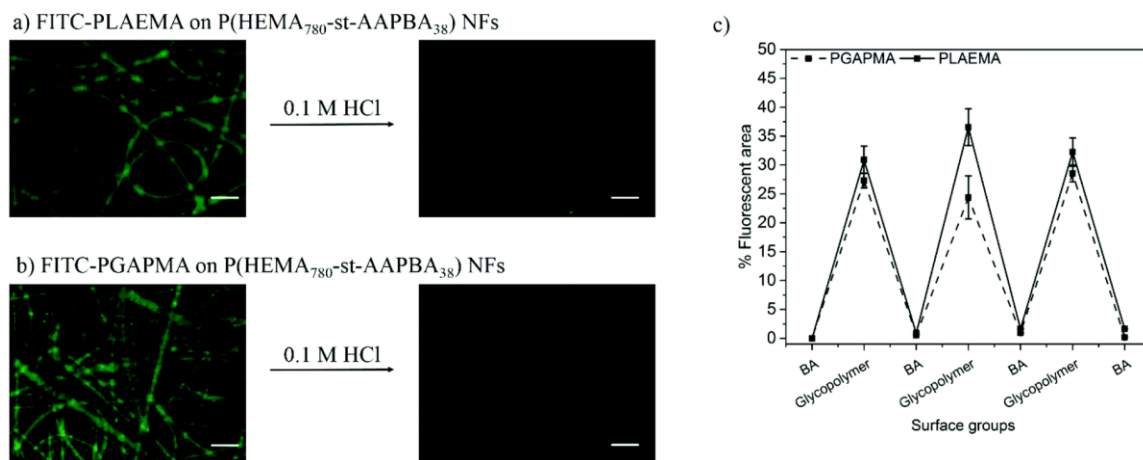 a) FITC-PLAEMA on P(HEMA780-st-AAPBA38) NFs
0.1 M HCl
b) FITC-PGAPMA on P(HEMA780-st-AAPBA38) NFs
0.1 M HCl
c)
PGAPMA PLAEMA
50
45
40
35
30
25
20
15
10
5
0
% Fluorescent area
BA
Glycopolymer
BA
Glycopolymer
BA
Glycopolymer
BA
Surface groups